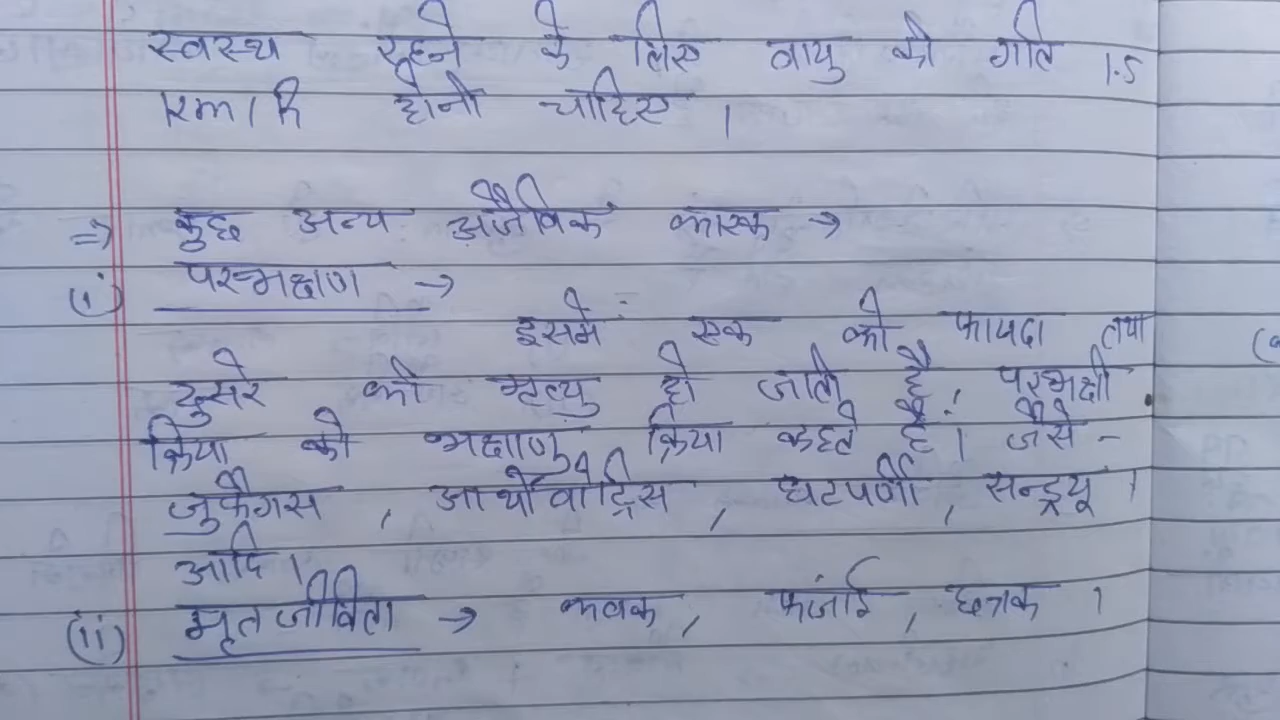 स्वस्थ रहने के लिए वायु की गति 1.5
km/h होनी चाहिए ।
⇒ कुछ अन्य अजैविक कारक →
(i) परभक्षण →
इसमें एक को फायदा तथा
दुसरे की मृत्यु हो जाती है । परभक्षी
क्रिया को भक्षाण क्रिया कहते हैं । जैसे -
जुफैगस , आर्थोवोट्रिस , घटपर्णी , सन्ड्रयू ।
आदि ।
(ii) मृतजीविता → कवक , फंजाई , छत्रक ।